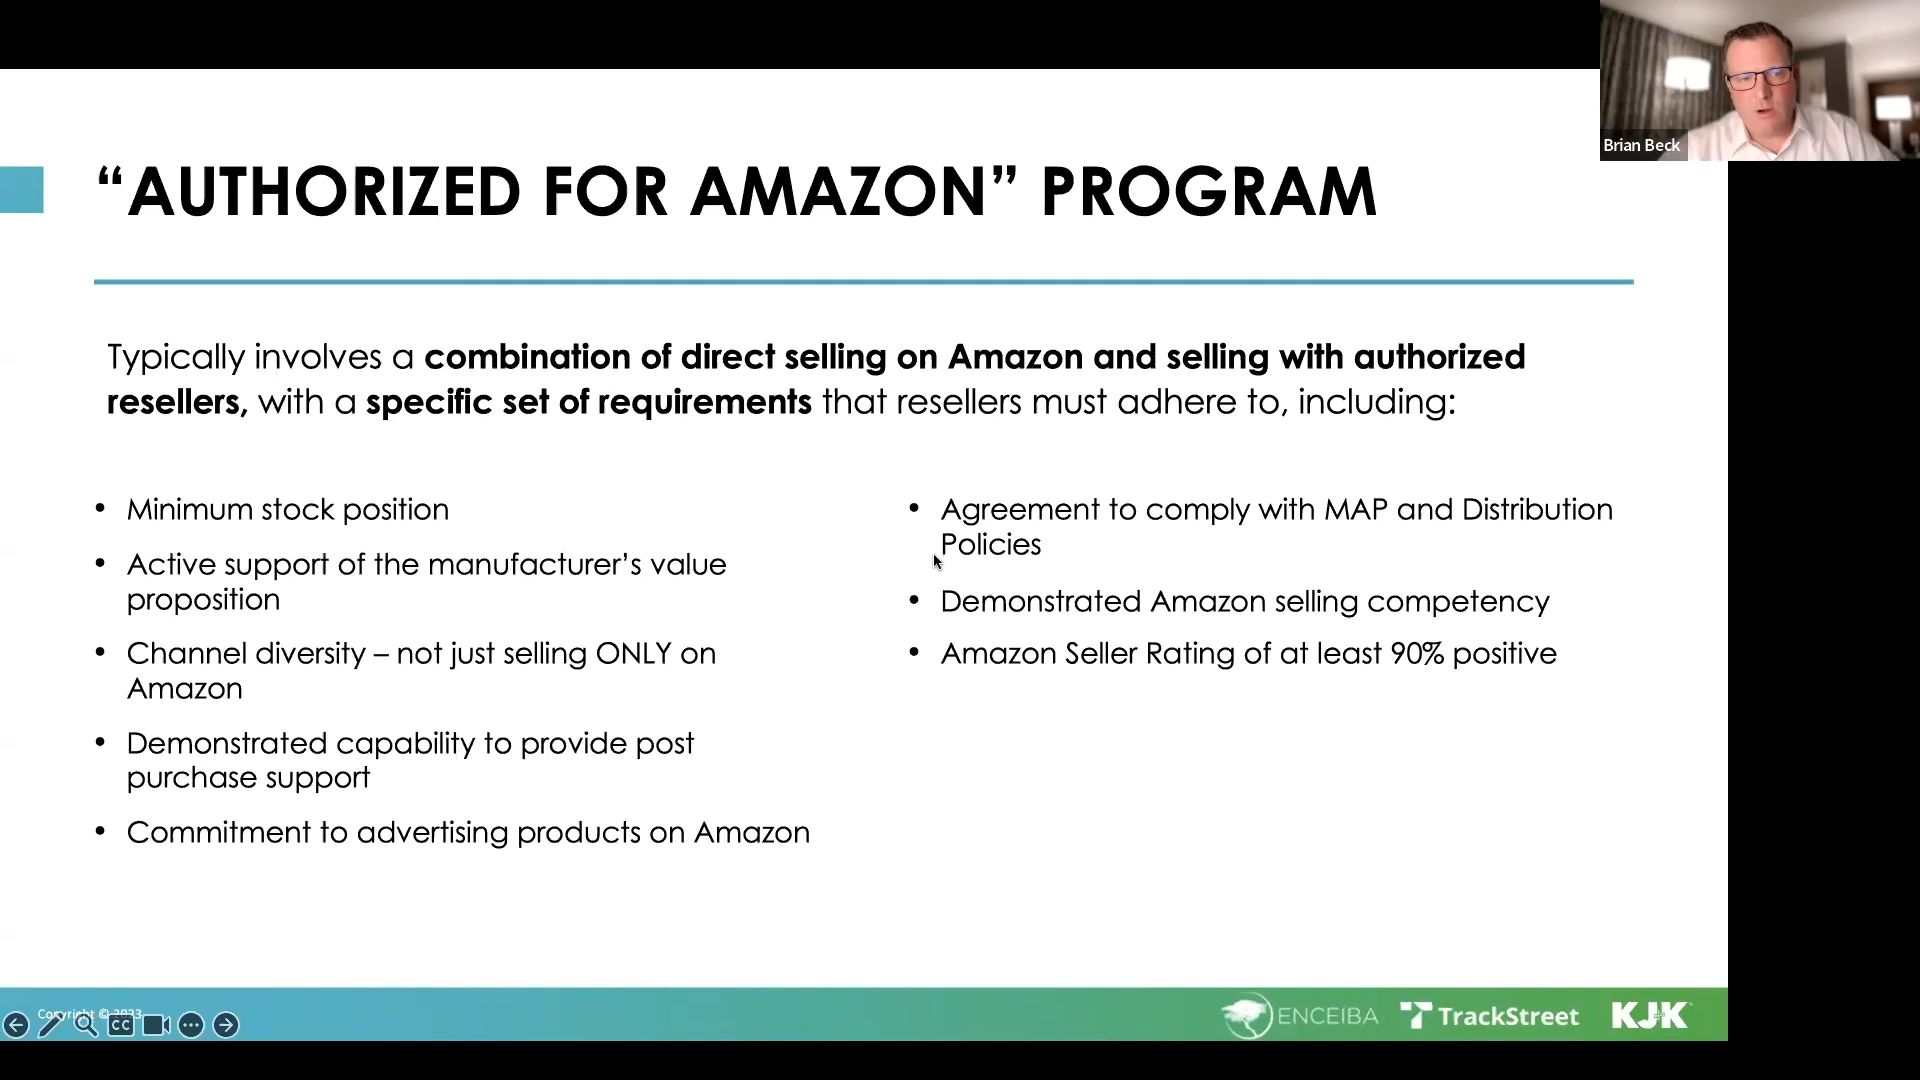 Brian Beck
“AUTHORIZED FOR AMAZON” PROGRAM
Typically involves a combination of direct selling on Amazon and selling with authorized
resellers, with a specific set of requirements that resellers must adhere to, including:
• Minimum stock position
• Active support of the manufacturer’s value
proposition
• Channel diversity – not just selling ONLY on
Amazon
• Demonstrated capability to provide post
purchase support
• Commitment to advertising products on Amazon
• Agreement to comply with MAP and Distribution
Policies
• Demonstrated Amazon selling competency
• Amazon Seller Rating of at least 90% positive
Copyright © 2023
CC
ENCEIBA
TrackStreet
KJK